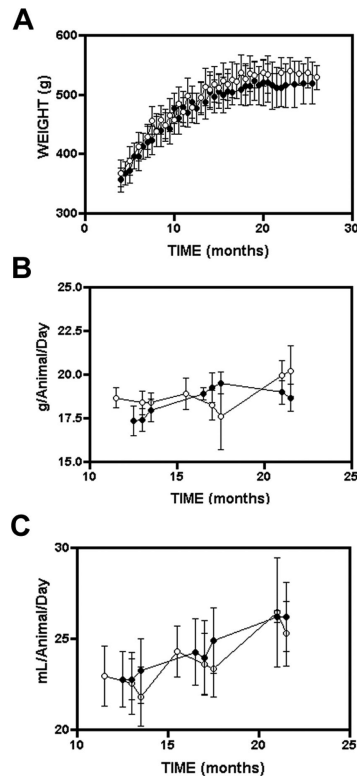 A
600
500
400
300
WEIGHT (g)
0 10 20 30
TIME (months)
B
25.0
22.5
20.0
17.5
15.0
g/Animal/Day
10 15 20 25
TIME (months)
C
30
25
20
mL/Animal/Day
10 15 20 25
TIME (months)